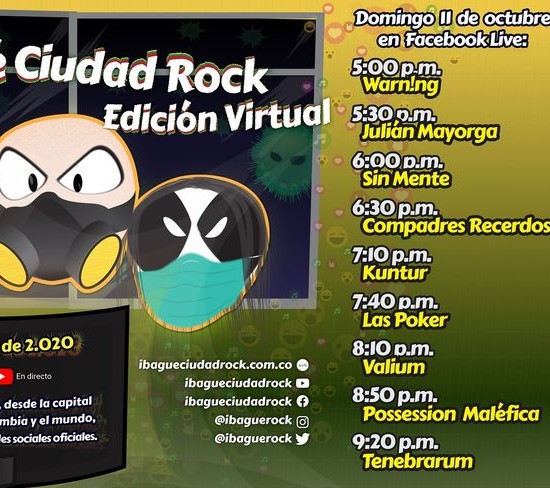 é Ciudad Rock
Edición Virtual
de 2.020
En directo
, desde la capital
mbia y el mundo,
les sociales oficiales.
ibagueciudadrock.com.co
ibagueciudadrock
ibagueciudadrock
@ibaguerock
@ibaguerock
Domingo 11 de octubre
en Facebook Live:
5:00 p.m.
Warn!ng
5:30 p.m.
Julián Mayorga
6:00 p.m.
Sin Mente
6:30 p.m.
Compadres Recerdos
7:10 p.m.
Kuntur
7:40 p.m.
Las Poker
8:10 p.m.
Valium
8:50 p.m.
Possession Maléfica
9:20 p.m.
Tenebrarum